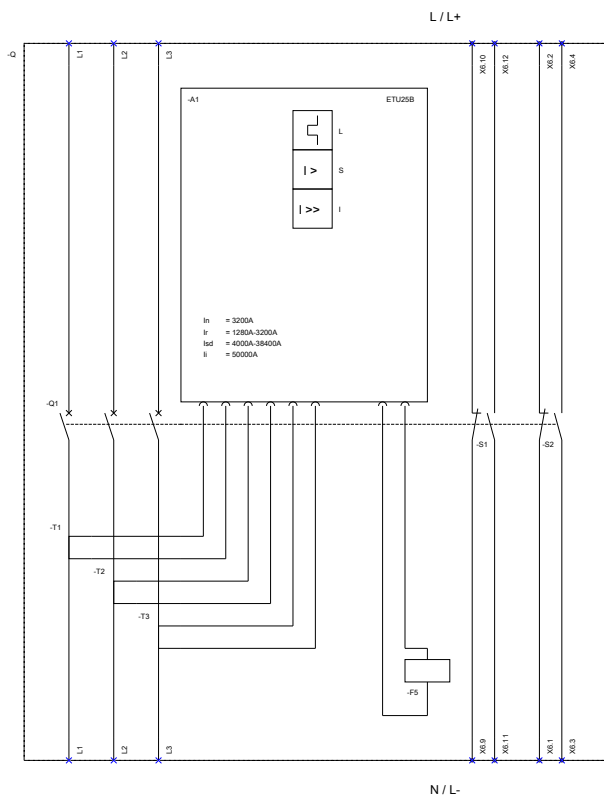 L / L+
-Q
L1
L2
L3
X6.10
X6.12
X6.2
X6.4
-A1
ETU25B
L
I >
S
I >>
I
In = 3200A
Ir = 1280A-3200A
Isd = 4000A-38400A
Ii = 50000A
-Q1
-S1
-S2
-T1
-T2
-T3
-F5
L1
L2
L3
X6.9
X6.11
X6.1
X6.3
N / L-